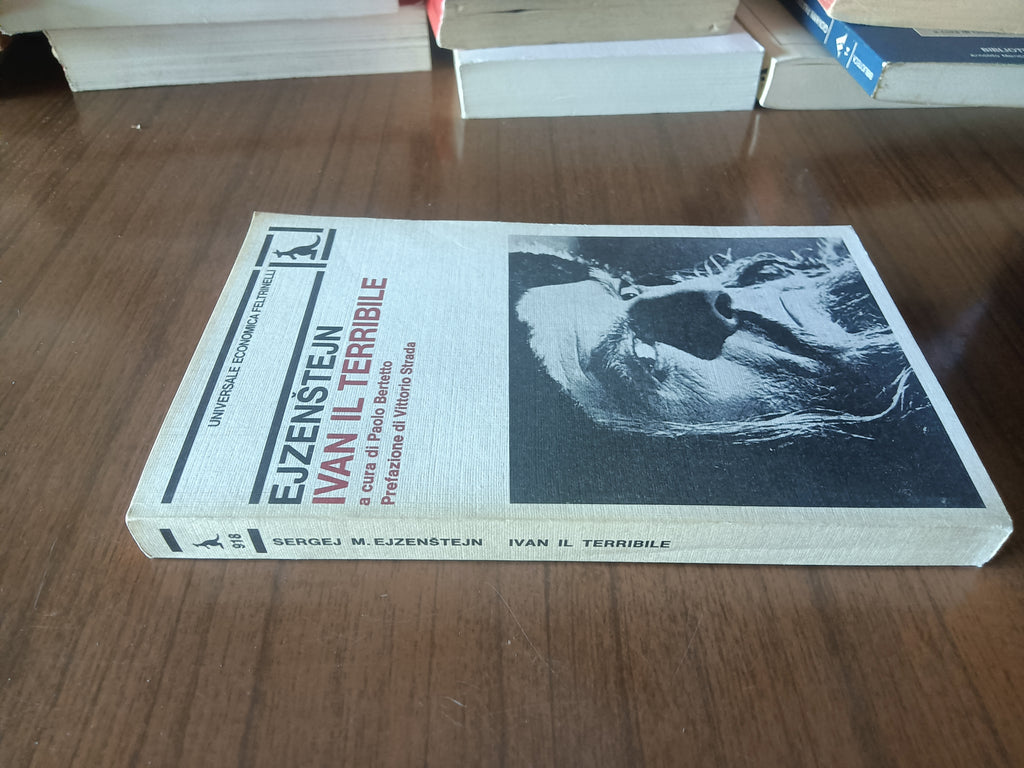 UNIVERSALE ECONOMICA FELTRINELLI
EJZENŠTEJN
IVAN IL TERRIBILE
a cura di Paolo Bertetto
Prefazione di Vittorio Strada
918
SERGEJ M. EJZENŠTEJN IVAN IL TERRIBILE
BIBLIOTECA